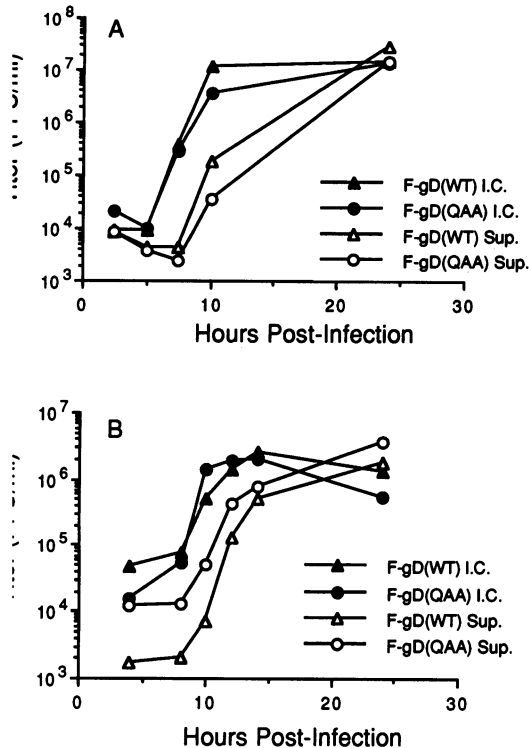 A
10^8
10^7
10^6
10^5
10^4
10^3
F-gD(WT) I.C.
F-gD(QAA) I.C.
F-gD(WT) Sup.
F-gD(QAA) Sup.
0 10 20 30
Hours Post-Infection
B
10^7
10^6
10^5
10^4
10^3
F-gD(WT) I.C.
F-gD(QAA) I.C.
F-gD(WT) Sup.
F-gD(QAA) Sup.
0 10 20 30
Hours Post-Infection